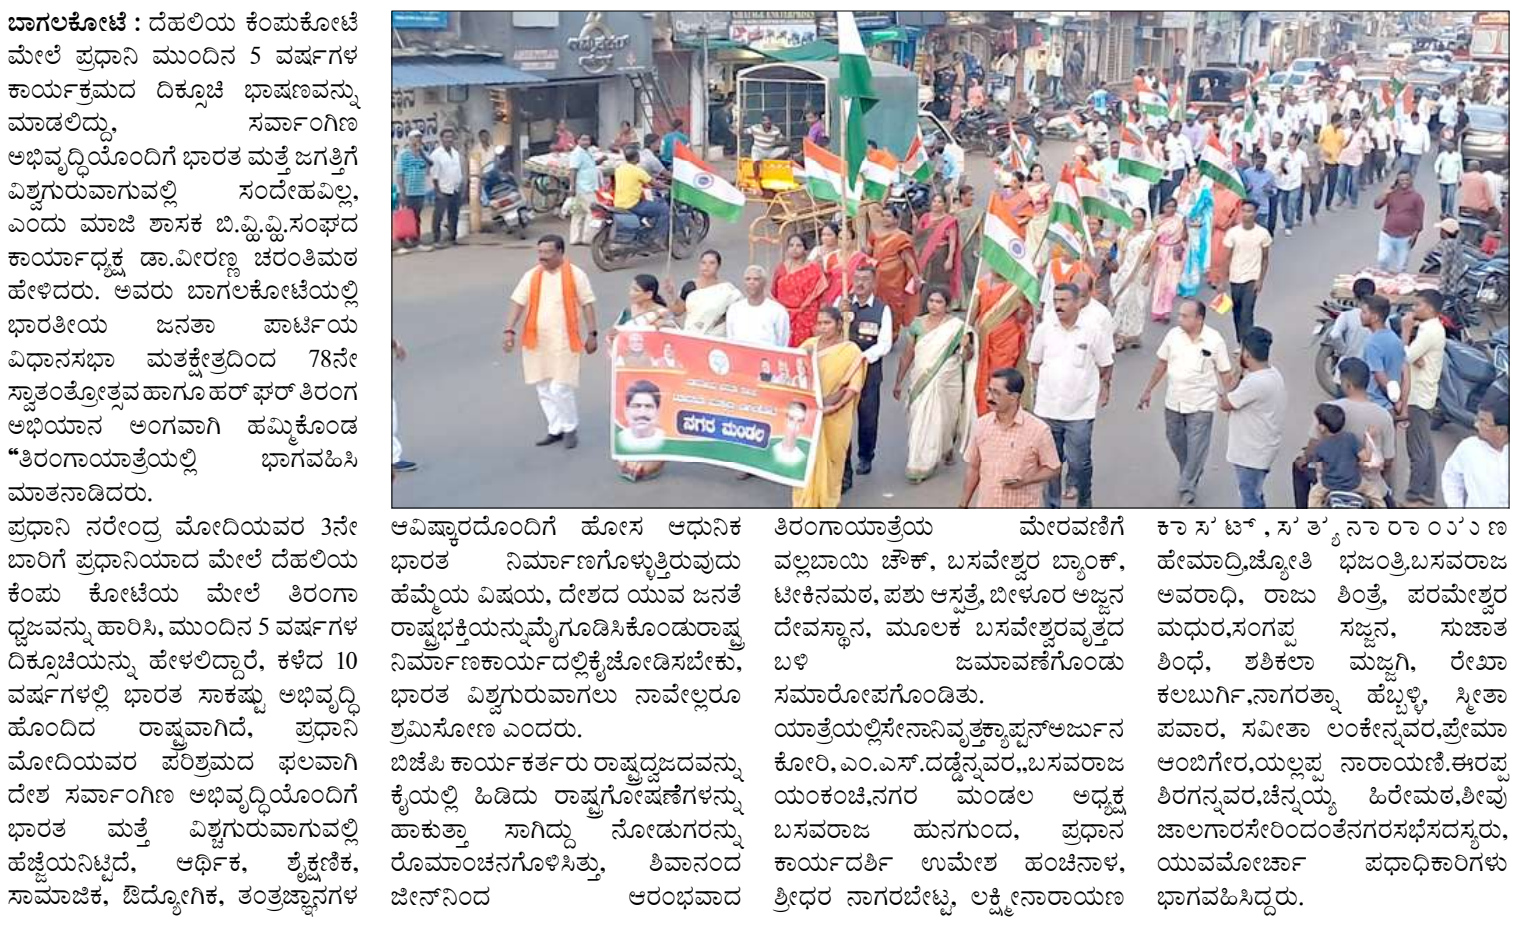 ಬಾಗಲಕೋಟೆ : ದೆಹಲಿಯ ಕೆಂಪುಕೋಟೆ
ಮೇಲೆ ಪ್ರಧಾನಿ ಮುಂದಿನ 5 ವರ್ಷಗಳ
ಕಾರ್ಯಕ್ರಮದ ದಿಕ್ಸೂಚಿ ಭಾಷಣವನ್ನು
ಮಾಡಲಿದ್ದು, ಸರ್ವಾಂಗಿಣ
ಅಭಿವೃದ್ಧಿಯೊಂದಿಗೆ ಭಾರತ ಮತ್ತೆ ಜಗತ್ತಿಗೆ
ವಿಶ್ವಗುರುವಾಗುವಲ್ಲಿ ಸಂದೇಹವಿಲ್ಲ,
ಎಂದು ಮಾಜಿ ಶಾಸಕ ಬಿ.ವ್ಹಿ.ವ್ಹಿ.ಸಂಘದ
ಕಾರ್ಯಾಧ್ಯಕ್ಷ ಡಾ.ವೀರಣ್ಣ ಚರಂತಿಮಠ
ಹೇಳಿದರು. ಅವರು ಬಾಗಲಕೋಟೆಯಲ್ಲಿ
ಭಾರತೀಯ ಜನತಾ ಪಾರ್ಟಿಯ
ವಿಧಾನಸಭಾ ಮತಕ್ಷೇತ್ರದಿಂದ 78ನೇ
ಸ್ವಾತಂತ್ರೋತ್ಸವ ಹಾಗೂ ಹರ್ ಘರ್ ತಿರಂಗ
ಅಭಿಯಾನ ಅಂಗವಾಗಿ ಹಮ್ಮಿಕೊಂಡ
“ತಿರಂಗಾಯಾತ್ರೆಯಲ್ಲಿ ಭಾಗವಹಿಸಿ
ಮಾತನಾಡಿದರು.
ಪ್ರಧಾನಿ ನರೇಂದ್ರ ಮೋದಿಯವರ 3ನೇ
ಬಾರಿಗೆ ಪ್ರಧಾನಿಯಾದ ಮೇಲೆ ದೆಹಲಿಯ
ಕೆಂಪು ಕೋಟೆಯ ಮೇಲೆ ತಿರಂಗಾ
ಧ್ವಜವನ್ನು ಹಾರಿಸಿ, ಮುಂದಿನ 5 ವರ್ಷಗಳ
ದಿಕ್ಸೂಚಿಯನ್ನು ಹೇಳಲಿದ್ದಾರೆ, ಕಳೆದ 10
ವರ್ಷಗಳಲ್ಲಿ ಭಾರತ ಸಾಕಷ್ಟು ಅಭಿವೃದ್ಧಿ
ಹೊಂದಿದ ರಾಷ್ಟ್ರವಾಗಿದೆ, ಪ್ರಧಾನಿ
ಮೋದಿಯವರ ಪರಿಶ್ರಮದ ಫಲವಾಗಿ
ದೇಶ ಸರ್ವಾಂಗಿಣ ಅಭಿವೃದ್ಧಿಯೊಂದಿಗೆ
ಭಾರತ ಮತ್ತೆ ವಿಶ್ವಗುರುವಾಗುವಲ್ಲಿ
ಹೆಜ್ಜೆಯನಿಟ್ಟಿದೆ, ಆರ್ಥಿಕ, ಶೈಕ್ಷಣಿಕ,
ಸಾಮಾಜಿಕ, ಔದ್ಯೋಗಿಕ, ತಂತ್ರಜ್ಞಾನಗಳ
ನಗರ ಮಂಡಲ
ಆವಿಷ್ಕಾರದೊಂದಿಗೆ ಹೋಸ ಆಧುನಿಕ
ಭಾರತ ನಿರ್ಮಾಣಗೊಳ್ಳುತ್ತಿರುವುದು
ಹೆಮ್ಮೆಯ ವಿಷಯ, ದೇಶದ ಯುವ ಜನತೆ
ರಾಷ್ಟ್ರಭಕ್ತಿಯನ್ನುಮೈಗೂಡಿಸಿಕೊಂಡುರಾಷ್ಟ್ರ
ನಿರ್ಮಾಣಕಾರ್ಯದಲ್ಲಿಕೈಜೋಡಿಸಬೇಕು,
ಭಾರತ ವಿಶ್ವಗುರುವಾಗಲು ನಾವೇಲ್ಲರೂ
ಶ್ರಮಿಸೋಣ ಎಂದರು.
ಬಿಜೆಪಿ ಕಾರ್ಯಕರ್ತರು ರಾಷ್ಟ್ರದ್ವಜದವನ್ನು
ಕೈಯಲ್ಲಿ ಹಿಡಿದು ರಾಷ್ಟ್ರಗೋಷಣೆಗಳನ್ನು
ಹಾಕುತ್ತಾ ಸಾಗಿದ್ದು ನೋಡುಗರನ್ನು
ರೊಮಾಂಚನಗೊಳಿಸಿತ್ತು, ಶಿವಾನಂದ
ಜೀನ್‌ನಿಂದ ಆರಂಭವಾದ
ತಿರಂಗಾಯಾತ್ರೆಯ ಮೇರವಣಿಗೆ
ವಲ್ಲಬಾಯಿ ಚೌಕ್, ಬಸವೇಶ್ವರ ಬ್ಯಾಂಕ್,
ಟೀಕಿನಮಠ, ಪಶು ಆಸ್ಪತ್ರೆ, ಬೀಳೂರ ಅಜ್ಜನ
ದೇವಸ್ಥಾನ, ಮೂಲಕ ಬಸವೇಶ್ವರವೃತ್ತದ
ಬಳಿ ಜಮಾವಣೆಗೊಂಡು
ಸಮಾರೋಪಗೊಂಡಿತು.
ಯಾತ್ರೆಯಲ್ಲಿಸೇನಾನಿವೃತ್ತಕ್ಯಾಪ್ಟನ್‌ಅರ್ಜುನ
ಕೋರಿ, ಎಂ.ಎಸ್.ದಡ್ಡೆನ್ನವರ,,ಬಸವರಾಜ
ಯಂಕಂಚಿ,ನಗರ ಮಂಡಲ ಅಧ್ಯಕ್ಷ
ಬಸವರಾಜ ಹುನಗುಂದ, ಪ್ರಧಾನ
ಕಾರ್ಯದರ್ಶಿ ಉಮೇಶ ಹಂಚಿನಾಳ,
ಶ್ರೀಧರ ನಾಗರಬೇಟ್ಟ, ಲಕ್ಷ್ಮೀನಾರಾಯಣ
ಕಾಸಟ್,ಸತ್ಯನಾರಾಯಣ
ಹೇಮಾದ್ರಿ,ಜ್ಯೋತಿ ಭಜಂತ್ರಿ,ಬಸವರಾಜ
ಅವರಾಧಿ, ರಾಜು ಶಿಂತ್ರೆ, ಪರಮೇಶ್ವರ
ಮಧುರ,ಸಂಗಪ್ಪ ಸಜ್ಜನ, ಸುಜಾತ
ಶಿಂಧೆ, ಶಶಿಕಲಾ ಮಜ್ಜಗಿ, ರೇಖಾ
ಕಲಬುರ್ಗಿ,ನಾಗರತ್ನಾ ಹೆಬ್ಬಳ್ಳಿ, ಸ್ಮೀತಾ
ಪವಾರ, ಸವೀತಾ ಲಂಕೇನ್ನವರ,ಪ್ರೇಮಾ
ಅಂಬಿಗೇರ,ಯಲ್ಲಪ್ಪ ನಾರಾಯಣಿ.ಈರಪ್ಪ
ಶಿರಗನ್ನವರ,ಚೆನ್ನಯ್ಯ ಹಿರೇಮಠ,ಶೀವು
ಜಾಲಗಾರಸೇರಿಂದಂತೆನಗರಸಭೆಸದಸ್ಯರು,
ಯುವಮೋರ್ಚಾ ಪಧಾಧಿಕಾರಿಗಳು
ಭಾಗವಹಿಸಿದ್ದರು.